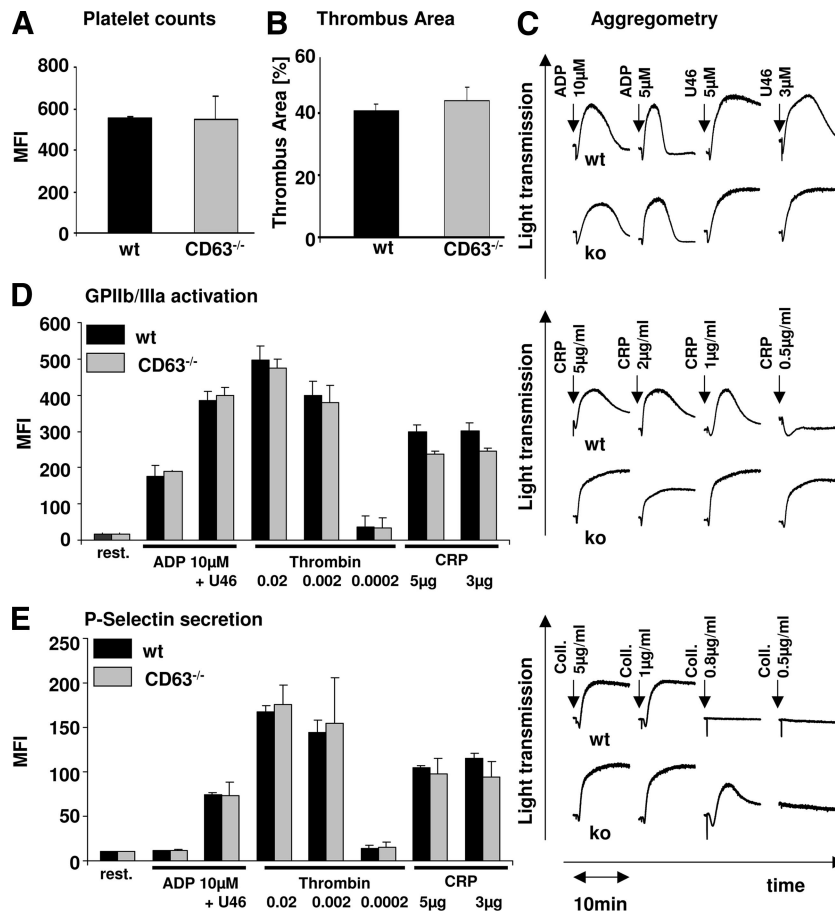 A Platelet counts
800
600
400
200
0
MFI
wt CD63-/-
B Thrombus Area
60
40
20
0
Thrombus Area [%]
wt CD63-/-
C Aggregometry
Light transmission
ADP 10µM
ADP 5µM
U46 5µM
U46 3µM
wt
ko
Light transmission
CRP 5µg/ml
CRP 2µg/ml
CRP 1µg/ml
CRP 0.5µg/ml
wt
ko
Light transmission
Coll. 5µg/ml
Coll. 1µg/ml
Coll. 0.8µg/ml
Coll. 0.5µg/ml
wt
ko
time
10min
D GPIIb/IIIa activation
600
500
400
300
200
100
0
MFI
wt
CD63-/-
rest.
ADP 10µM
+ U46
Thrombin
0.02 0.002 0.0002
CRP
5µg 3µg
E P-Selectin secretion
250
200
150
100
50
0
MFI
wt
CD63-/-
rest.
ADP 10µM
+ U46
Thrombin
0.02 0.002 0.0002
CRP
5µg 3µg